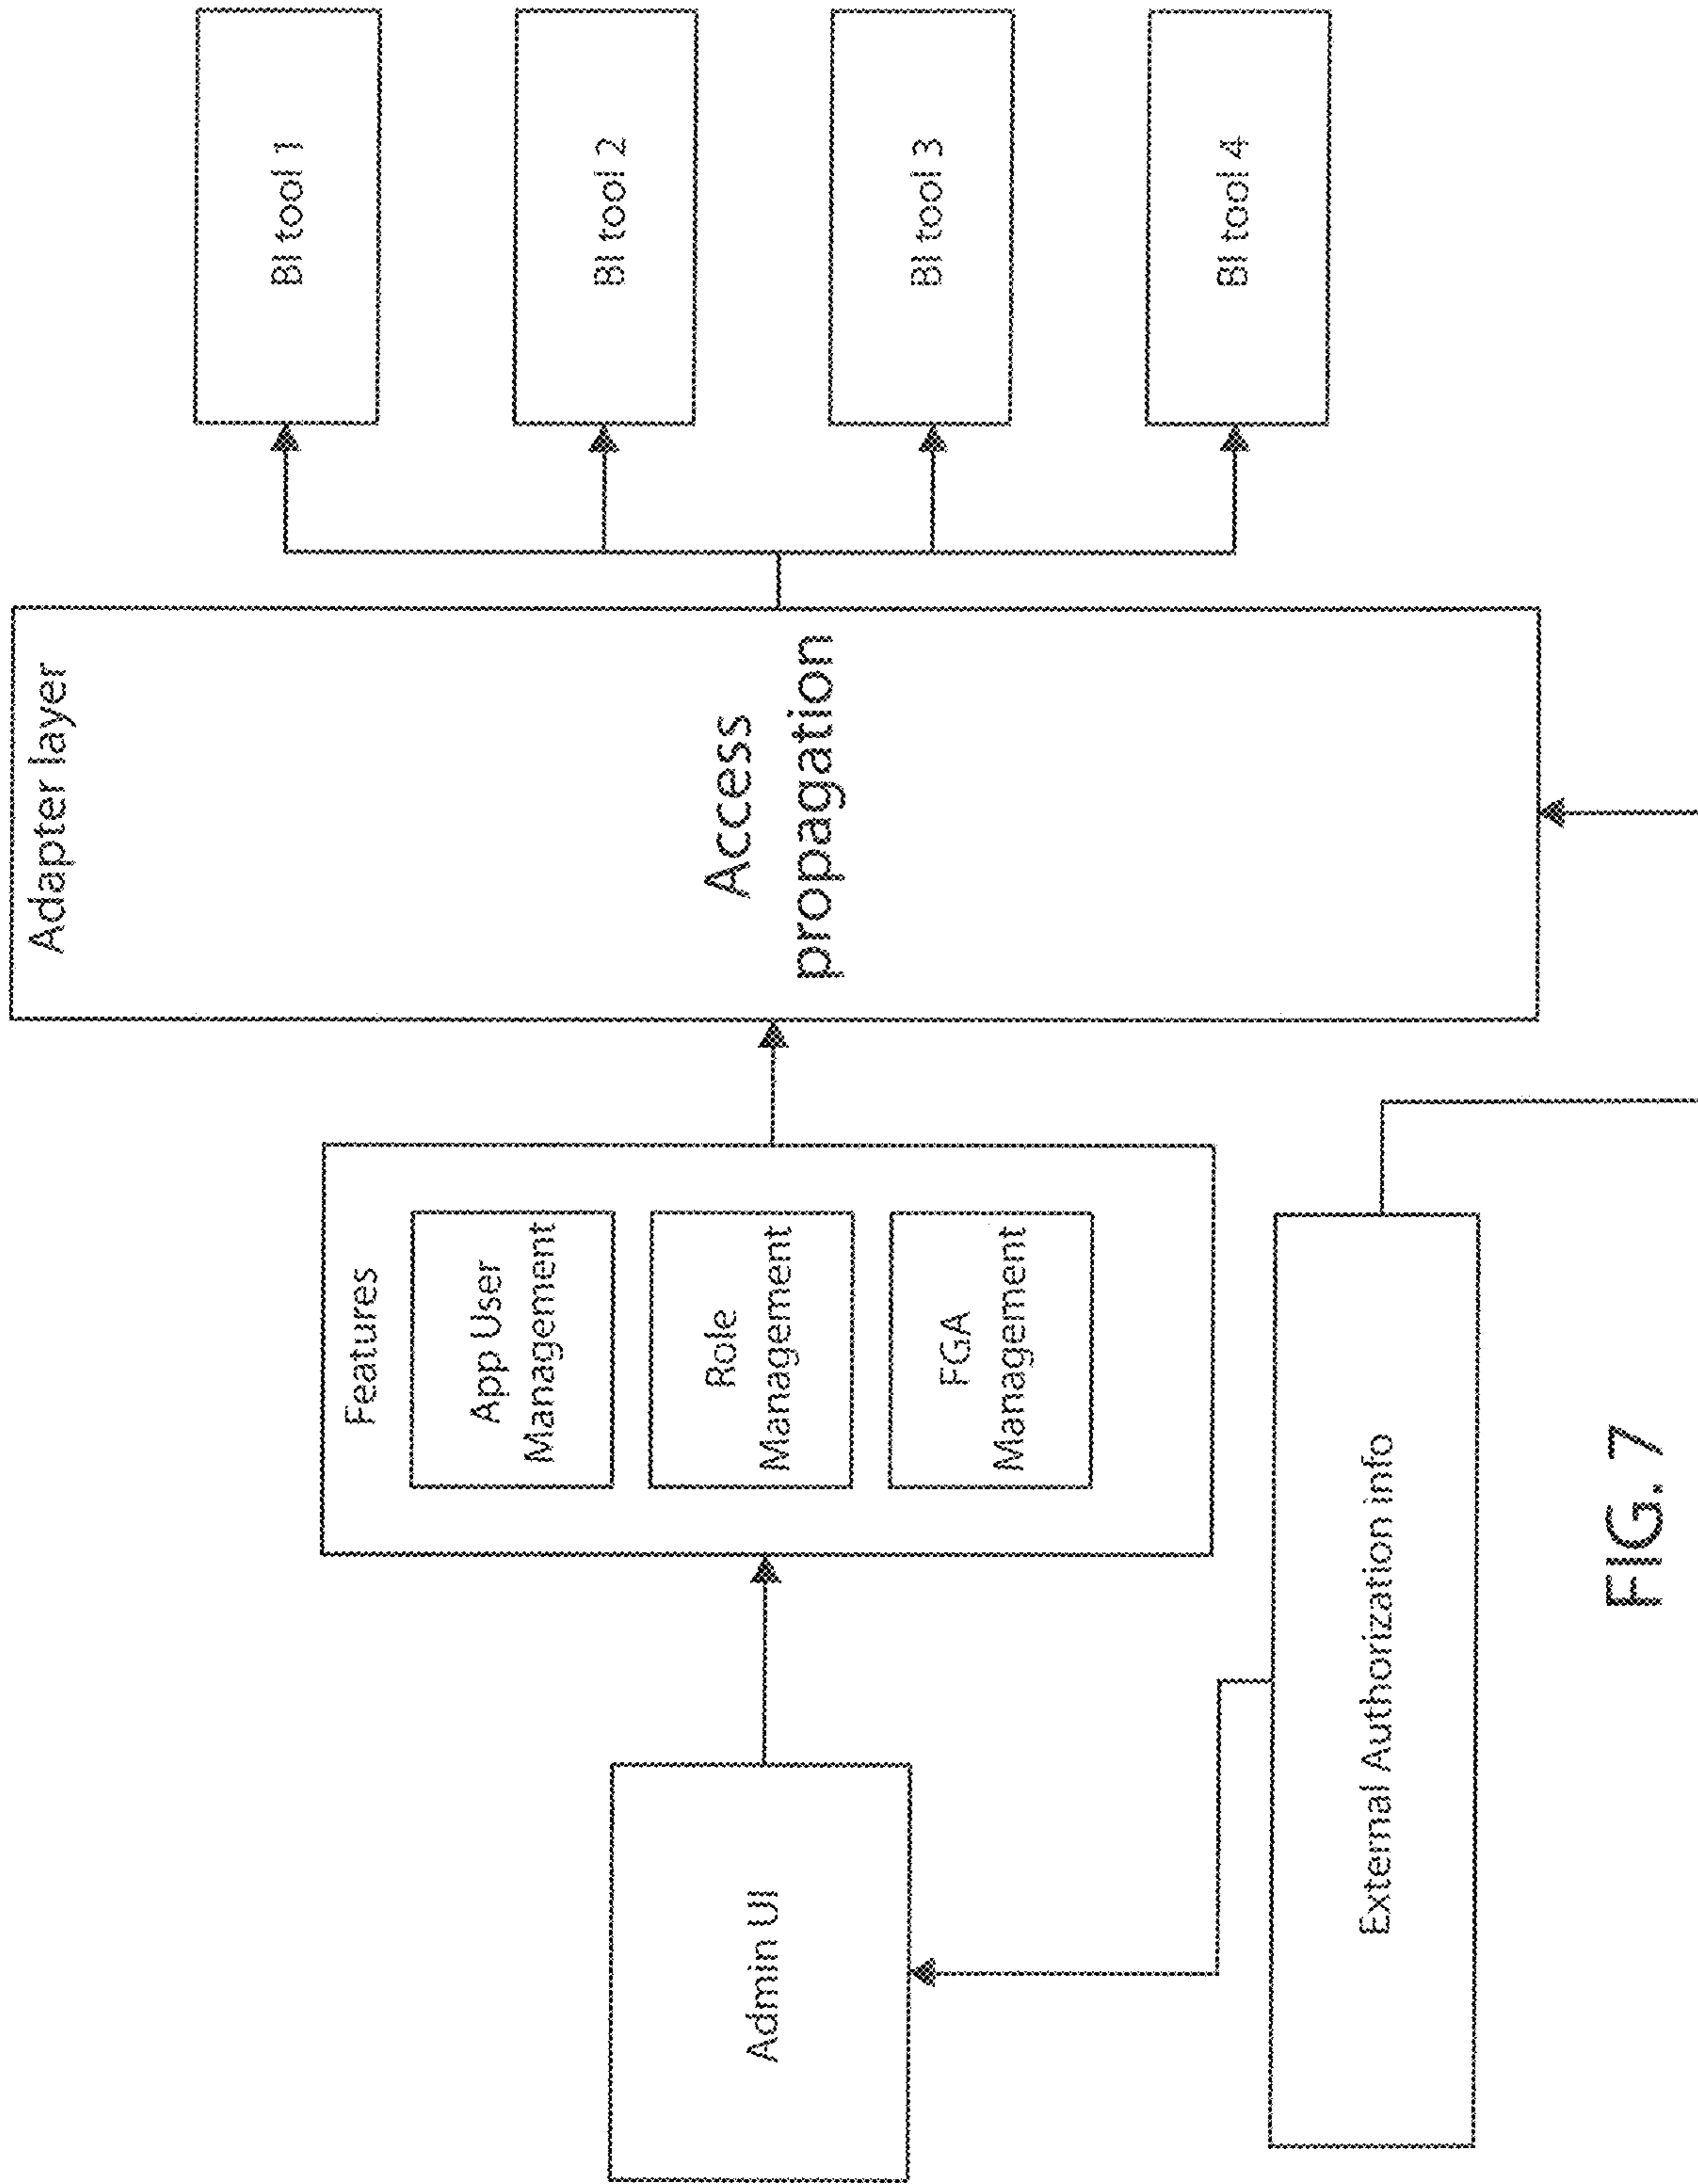 Adapter layer
Access
propagation
BI tool 1
BI tool 2
BI tool 3
BI tool 4
Features
App User
Management
Role
Management
FGA
Management
Admin UI
External Authorization info
FIG. 7